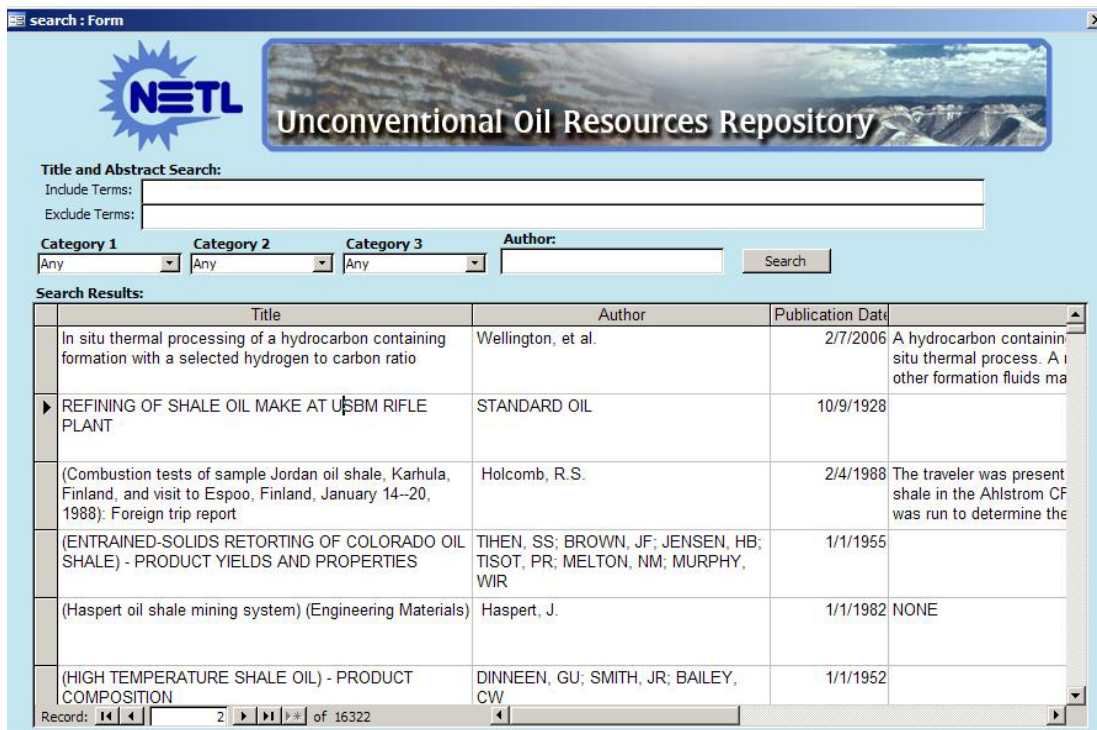 search : Form
NETL
Unconventional Oil Resources Repository
Title and Abstract Search:
Include Terms:
Exclude Terms:
Category 1 Category 2 Category 3 Author:
Any Any Any Search
Search Results:
Title Author Publication Date
In situ thermal processing of a hydrocarbon containing Wellington, et al. 2/7/2006 A hydrocarbon containin
formation with a selected hydrogen to carbon ratio situ thermal process. A
other formation fluids ma
REFINING OF SHALE OIL MAKE AT USBM RIFLE STANDARD OIL 10/9/1928
PLANT
(Combustion tests of sample Jordan oil shale, Karhula, Holcomb, R.S. 2/4/1988 The traveler was present
Finland, and visit to Espoo, Finland, January 14--20, shale in the Ahlstrom
1988): Foreign trip report was run to determine the
(ENTRAINED-SOLIDS RETORTING OF COLORADO OIL TIHEN, SS; BROWN, JF; JENSEN, HB; 1/1/1955
SHALE) - PRODUCT YIELDS AND PROPERTIES TISOT, PR; MELTON, NM; MURPHY,
WIR
(Haspert oil shale mining system) (Engineering Materials) Haspert, J. 1/1/1982 NONE
(HIGH TEMPERATURE SHALE OIL) - PRODUCT DINNEEN, GU; SMITH, JR; BAILEY, 1/1/1952
COMPOSITION CW
Record: 2 of 16322